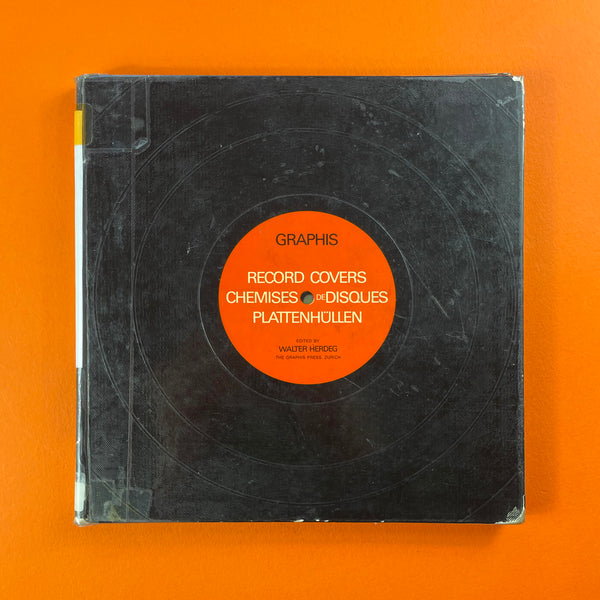 GRAPHIS
RECORD COVERS
CHEMISES DE DISQUES
PLATTENHÜLLEN
EDITED BY
WALTER HERDEG
THE GRAPHIS PRESS, ZURICH